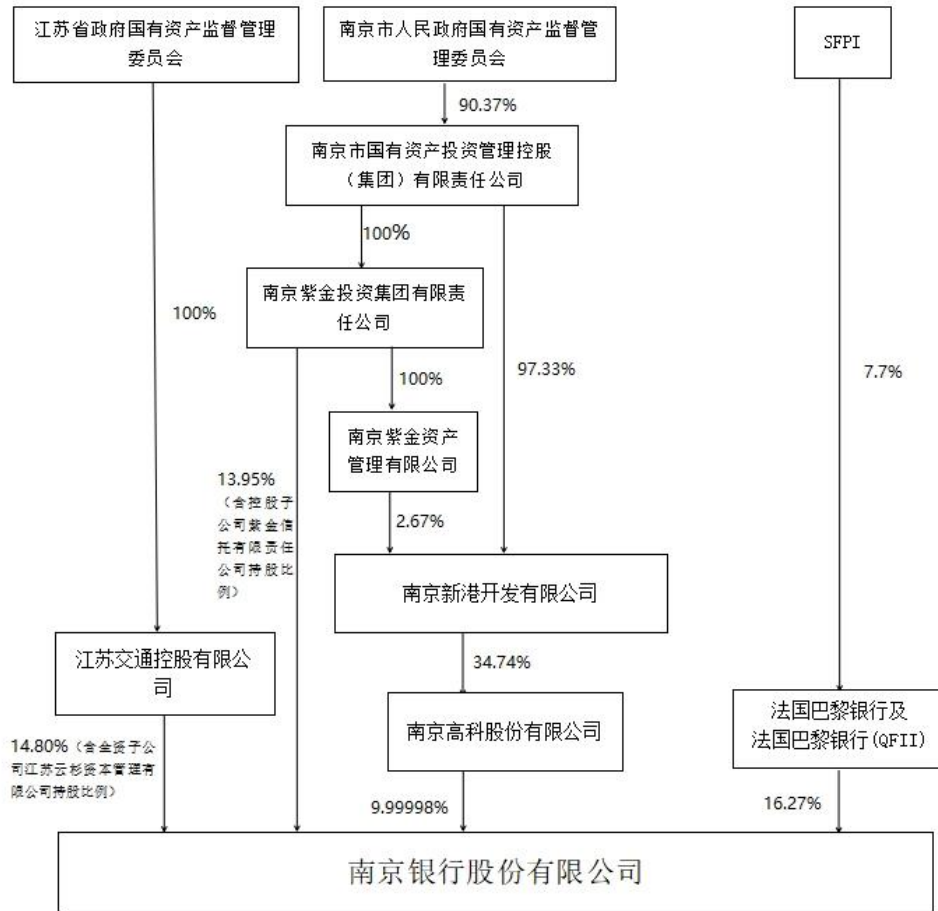 江苏省政府国有资产监督管理
委员会
南京市人民政府国有资产监督管
理委员会
SFPI
90.37%
南京市国有资产投资管理控股
（集团）有限责任公司
100%
南京紫金投资集团有限责
任公司
100%
97.33%
7.7%
100%
南京紫金资产
管理有限公司
13.95%
（含控股子
公司紫金信
托有限责任
公司持股比
例）
2.67%
南京新港开发有限公司
江苏交通控股有限公
司
34.74%
南京高科股份有限公司
法国巴黎银行及
法国巴黎银行(QFII)
14.80%（含全资子公
司江苏云杉资本管理有
限公司持股比例）
9.99998%
16.27%
南京银行股份有限公司